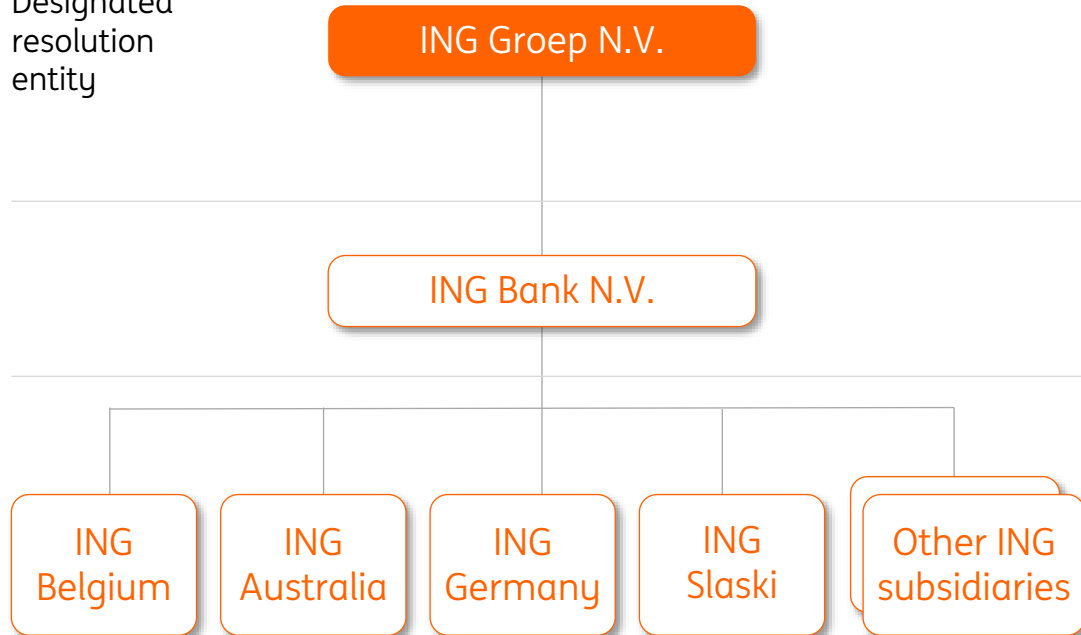 Designated
resolution
entity
ING Groep N.V.
ING Bank N.V.
ING
Belgium
ING
Australia
ING
Germany
ING
Slaski
Other ING
subsidiaries